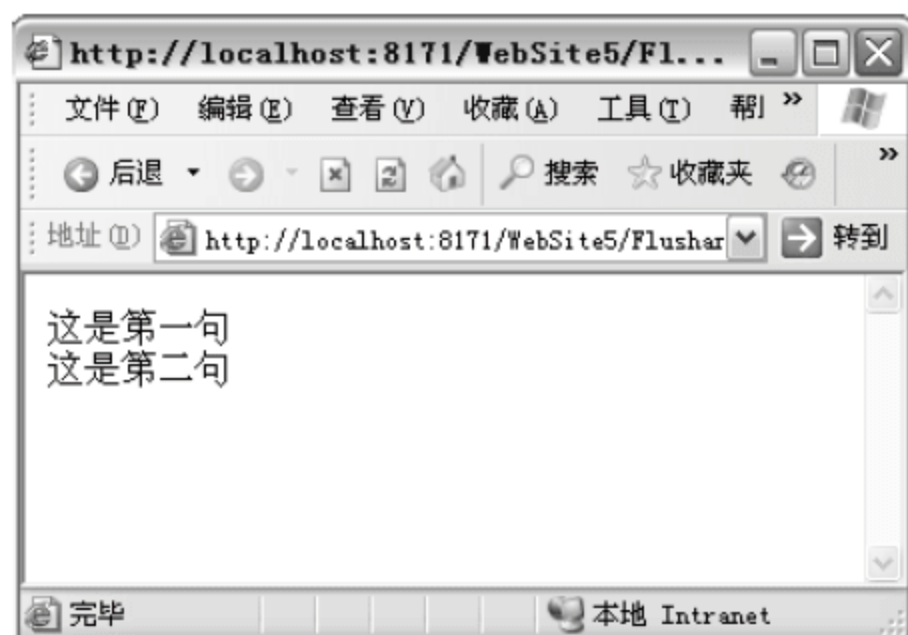 http://localhost:8171/WebSite5/Fl...
文件(F) 编辑(E) 查看(V) 收藏(A) 工具(T) 帮 »
后退 搜索 收藏夹 »
地址(D) http://localhost:8171/WebSite5/Flushar 转到
这是第一句
这是第二句
完毕 本地 Intranet